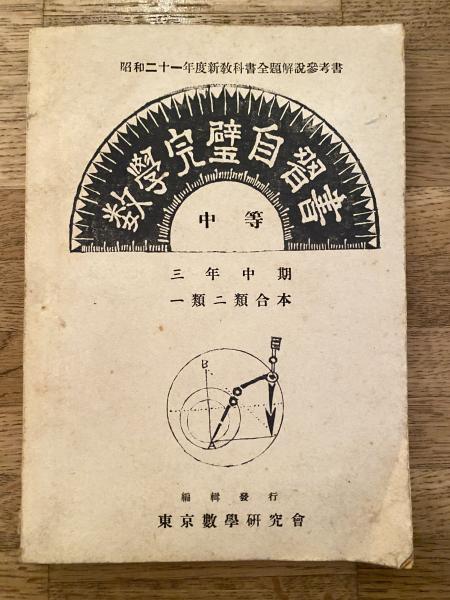 昭和二十一年度新教科書全題解說參考書
數學完璧自習書
中等
三年中期
一類二類合本
B
A
編輯發行
東京數學硏究會